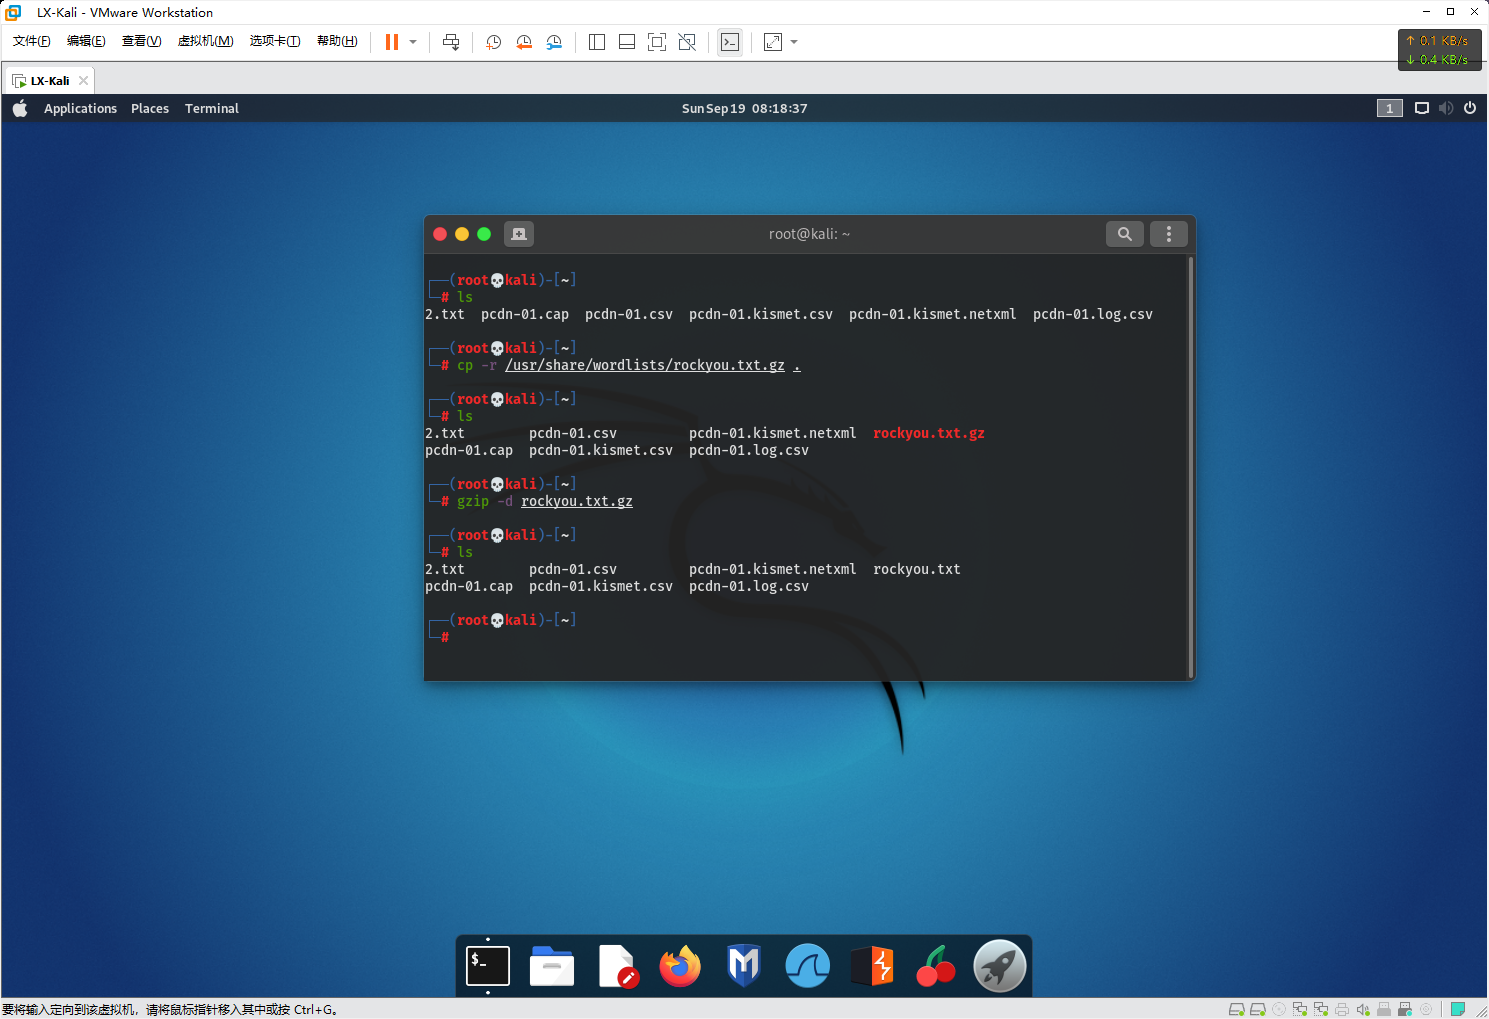 LX-Kali - VMware Workstation
文件(F) 编辑(E) 查看(V) 虚拟机(M) 选项卡(T) 帮助(H)
↑ 0.1 KB/s
↓ 0.4 KB/s
LX-Kali
Applications Places Terminal Sun Sep 19 08:18:37 1
root@kali: ~
┌──(root💀kali)-[~]
└─# ls
2.txt pcdn-01.cap pcdn-01.csv pcdn-01.kismet.csv pcdn-01.kismet.netxml pcdn-01.log.csv
┌──(root💀kali)-[~]
└─# cp -r /usr/share/wordlists/rockyou.txt.gz .
┌──(root💀kali)-[~]
└─# ls
2.txt pcdn-01.csv pcdn-01.kismet.netxml rockyou.txt.gz
pcdn-01.cap pcdn-01.kismet.csv pcdn-01.log.csv
┌──(root💀kali)-[~]
└─# gzip -d rockyou.txt.gz
┌──(root💀kali)-[~]
└─# ls
2.txt pcdn-01.csv pcdn-01.kismet.netxml rockyou.txt
pcdn-01.cap pcdn-01.kismet.csv pcdn-01.log.csv
┌──(root💀kali)-[~]
└─#
$_
要将输入定向到该虚拟机，请将鼠标指针移入其中或按 Ctrl+G。